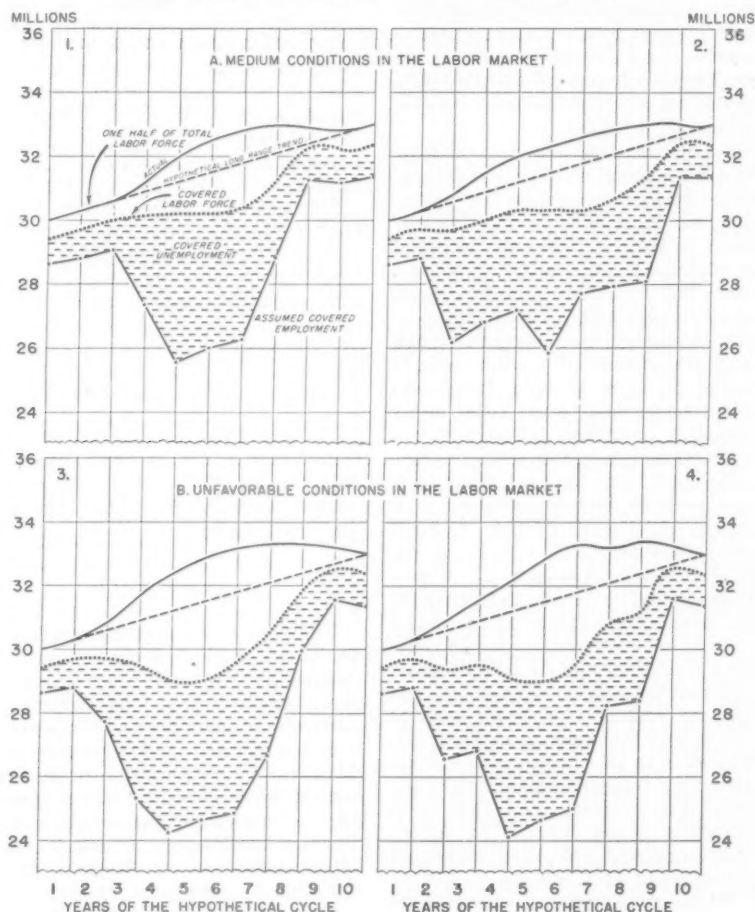 MILLIONS
MILLIONS
36
36
1.
2.
A. MEDIUM CONDITIONS IN THE LABOR MARKET
34
34
ONE HALF OF TOTAL
LABOR FORCE
ACTUAL
HYPOTHETICAL LONG RANGE TREND
32
32
COVERED
LABOR FORCE
30
30
COVERED
UNEMPLOYMENT
28
28
ASSUMED COVERED
EMPLOYMENT
26
26
24
24
36
36
3.
4.
B. UNFAVORABLE CONDITIONS IN THE LABOR MARKET
34
34
32
32
30
30
28
28
26
26
24
24
1 2 3 4 5 6 7 8 9 10
1 2 3 4 5 6 7 8 9 10
YEARS OF THE HYPOTHETICAL CYCLE
YEARS OF THE HYPOTHETICAL CYCLE